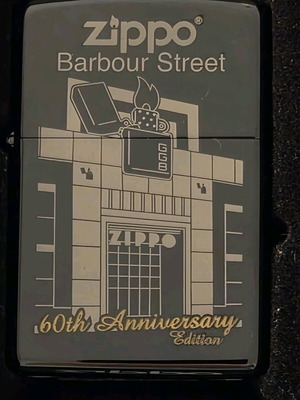 zippo®
Barbour Street
GGB
ZIPPO
60th Anniversary
Edition